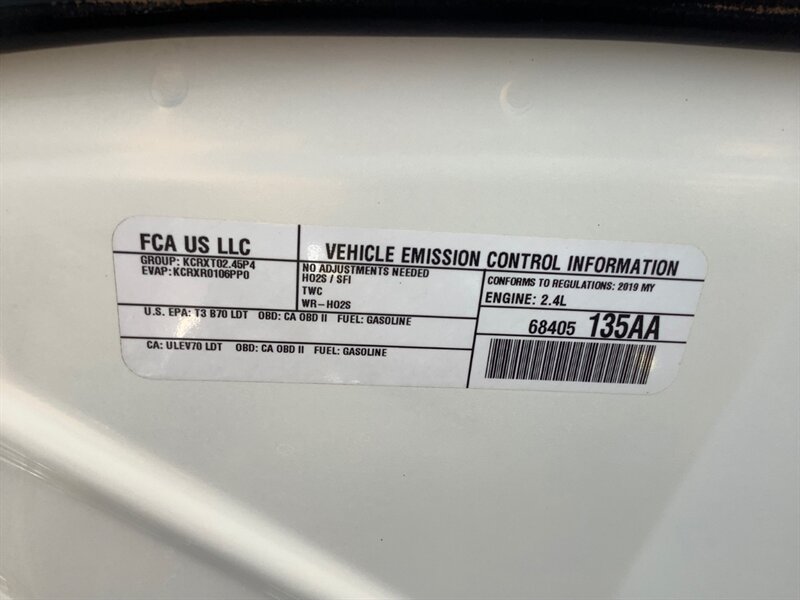 FCA US LLC
GROUP: KCRXT02.45P4
EVAP: KCRXR0106PP0
VEHICLE EMISSION CONTROL INFORMATION
NO ADJUSTMENTS NEEDED
HO2S / SFI
TWC
WR-HO2S
CONFORMS TO REGULATIONS: 2019 MY
ENGINE: 2.4L
U.S. EPA: T3 B70 LDT OBD: CA OBD II FUEL: GASOLINE
CA: ULEV70 LDT OBD: CA OBD II FUEL: GASOLINE
68405 135AA